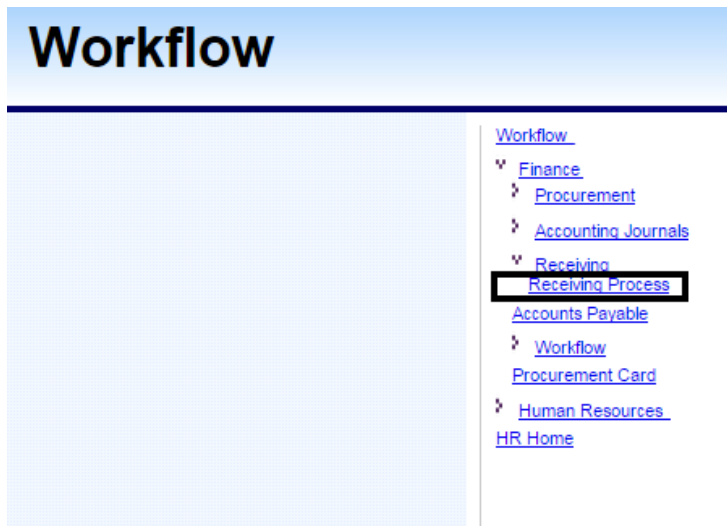 Workflow
Workflow
Finance
Procurement
Accounting Journals
Receiving
Receiving Process
Accounts Payable
Workflow
Procurement Card
Human Resources
HR Home